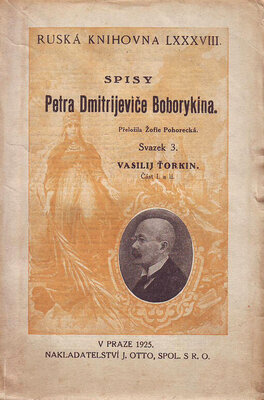 RUSKÁ KNIHOVNA LXXXVIII.
SPISY
Petra Dmitrijeviče Boborykina.
Přeložila Žofie Pohorecká.
Svazek 3.
VASILIJ ŤORKIN.
Část I. a II.
V PRAZE 1925.
NAKLADATELSTVÍ J. OTTO, SPOL. S R. O.